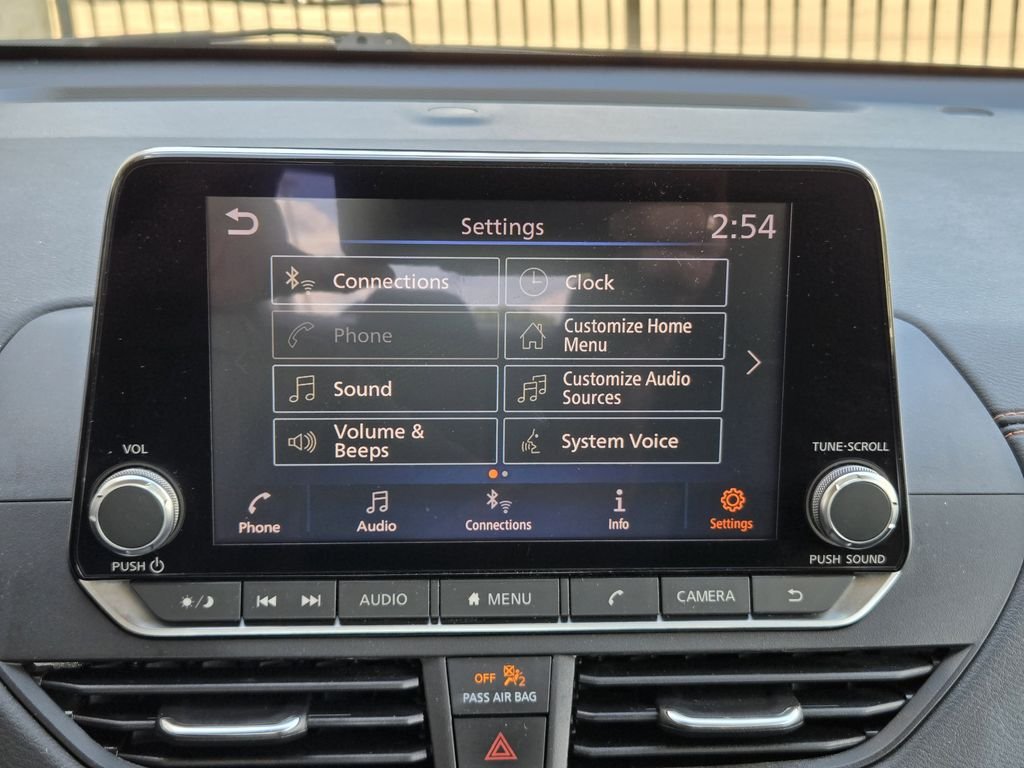 Settings
2:54
Connections
Clock
Phone
Customize Home
Menu
Sound
Customize Audio
Sources
Volume &
Beeps
System Voice
Phone
Audio
Connections
Info
Settings
VOL
PUSH
TUNE·SCROLL
PUSH SOUND
AUDIO
MENU
CAMERA
OFF 2
PASS AIR BAG